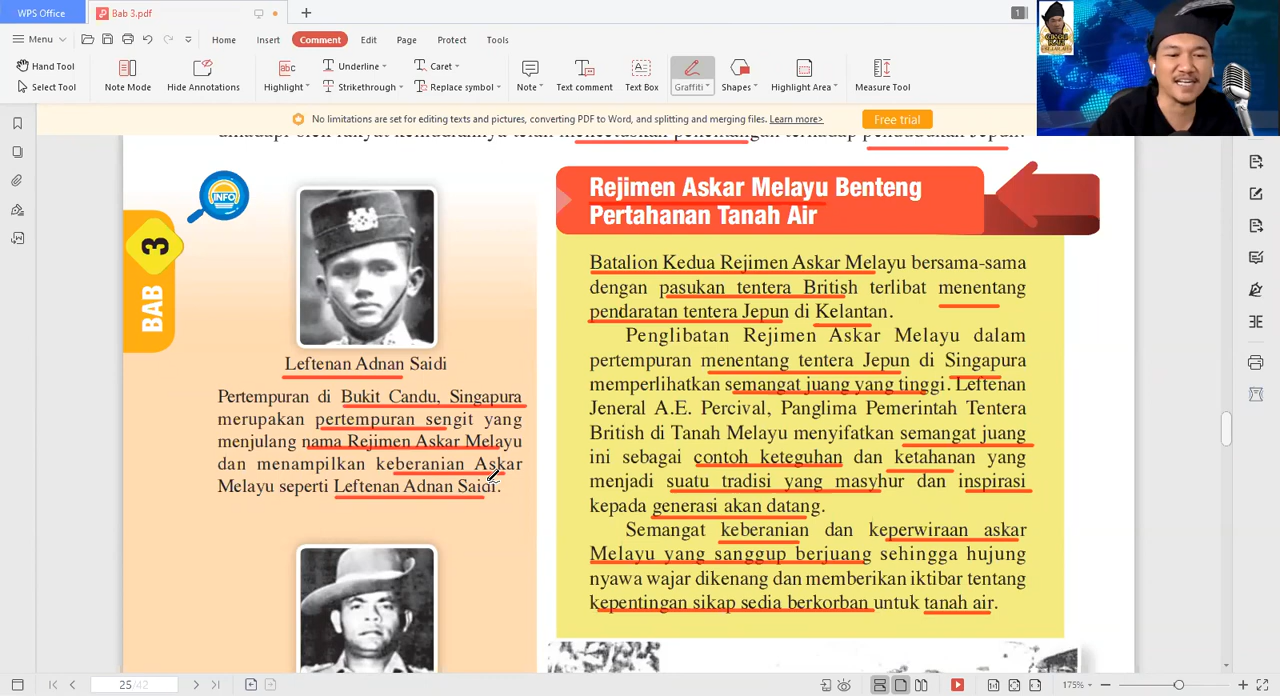 WPS Office
Bab 3.pdf
1
Menu
Home
Insert
Comment
Edit
Page
Protect
Tools
Hand Tool
Select Tool
Note Mode
Hide Annotations
Highlight
Underline
Strikethrough
Caret
Replace symbol
Note
Text comment
Text Box
Graffiti
Shapes
Highlight Area
Measure Tool
No limitations are set for editing texts and pictures, converting PDF to Word, and splitting and merging files. Learn more>
Free trial
INFO
BAB 3
Leftenan Adnan Saidi
Pertempuran di Bukit Candu, Singapura
merupakan pertempuran sengit yang
menjulang nama Rejimen Askar Melayu
dan menampilkan keberanian Askar
Melayu seperti Leftenan Adnan Saidi.
Rejimen Askar Melayu Benteng
Pertahanan Tanah Air
Batalion Kedua Rejimen Askar Melayu bersama-sama
dengan pasukan tentera British terlibat menentang
pendaratan tentera Jepun di Kelantan.
Penglibatan Rejimen Askar Melayu dalam
pertempuran menentang tentera Jepun di Singapura
memperlihatkan semangat juang yang tinggi. Leftenan
Jeneral A.E. Percival, Panglima Pemerintah Tentera
British di Tanah Melayu menyifatkan semangat juang
ini sebagai contoh keteguhan dan ketahanan yang
menjadi suatu tradisi yang masyhur dan inspirasi
kepada generasi akan datang.
Semangat keberanian dan keperwiraan askar
Melayu yang sanggup berjuang sehingga hujung
nyawa wajar dikenang dan memberikan iktibar tentang
kepentingan sikap sedia berkorban untuk tanah air.
25/42
175%